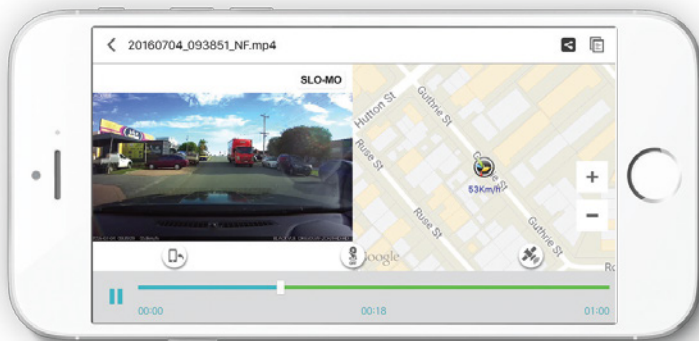 20160704_093851_NF.mp4
SLO-MO
Hutton St
Guthrie St
Ruse St
53Km/h
Ruse St
Guthrie St
Google
+
−
00:00
00:18
01:00